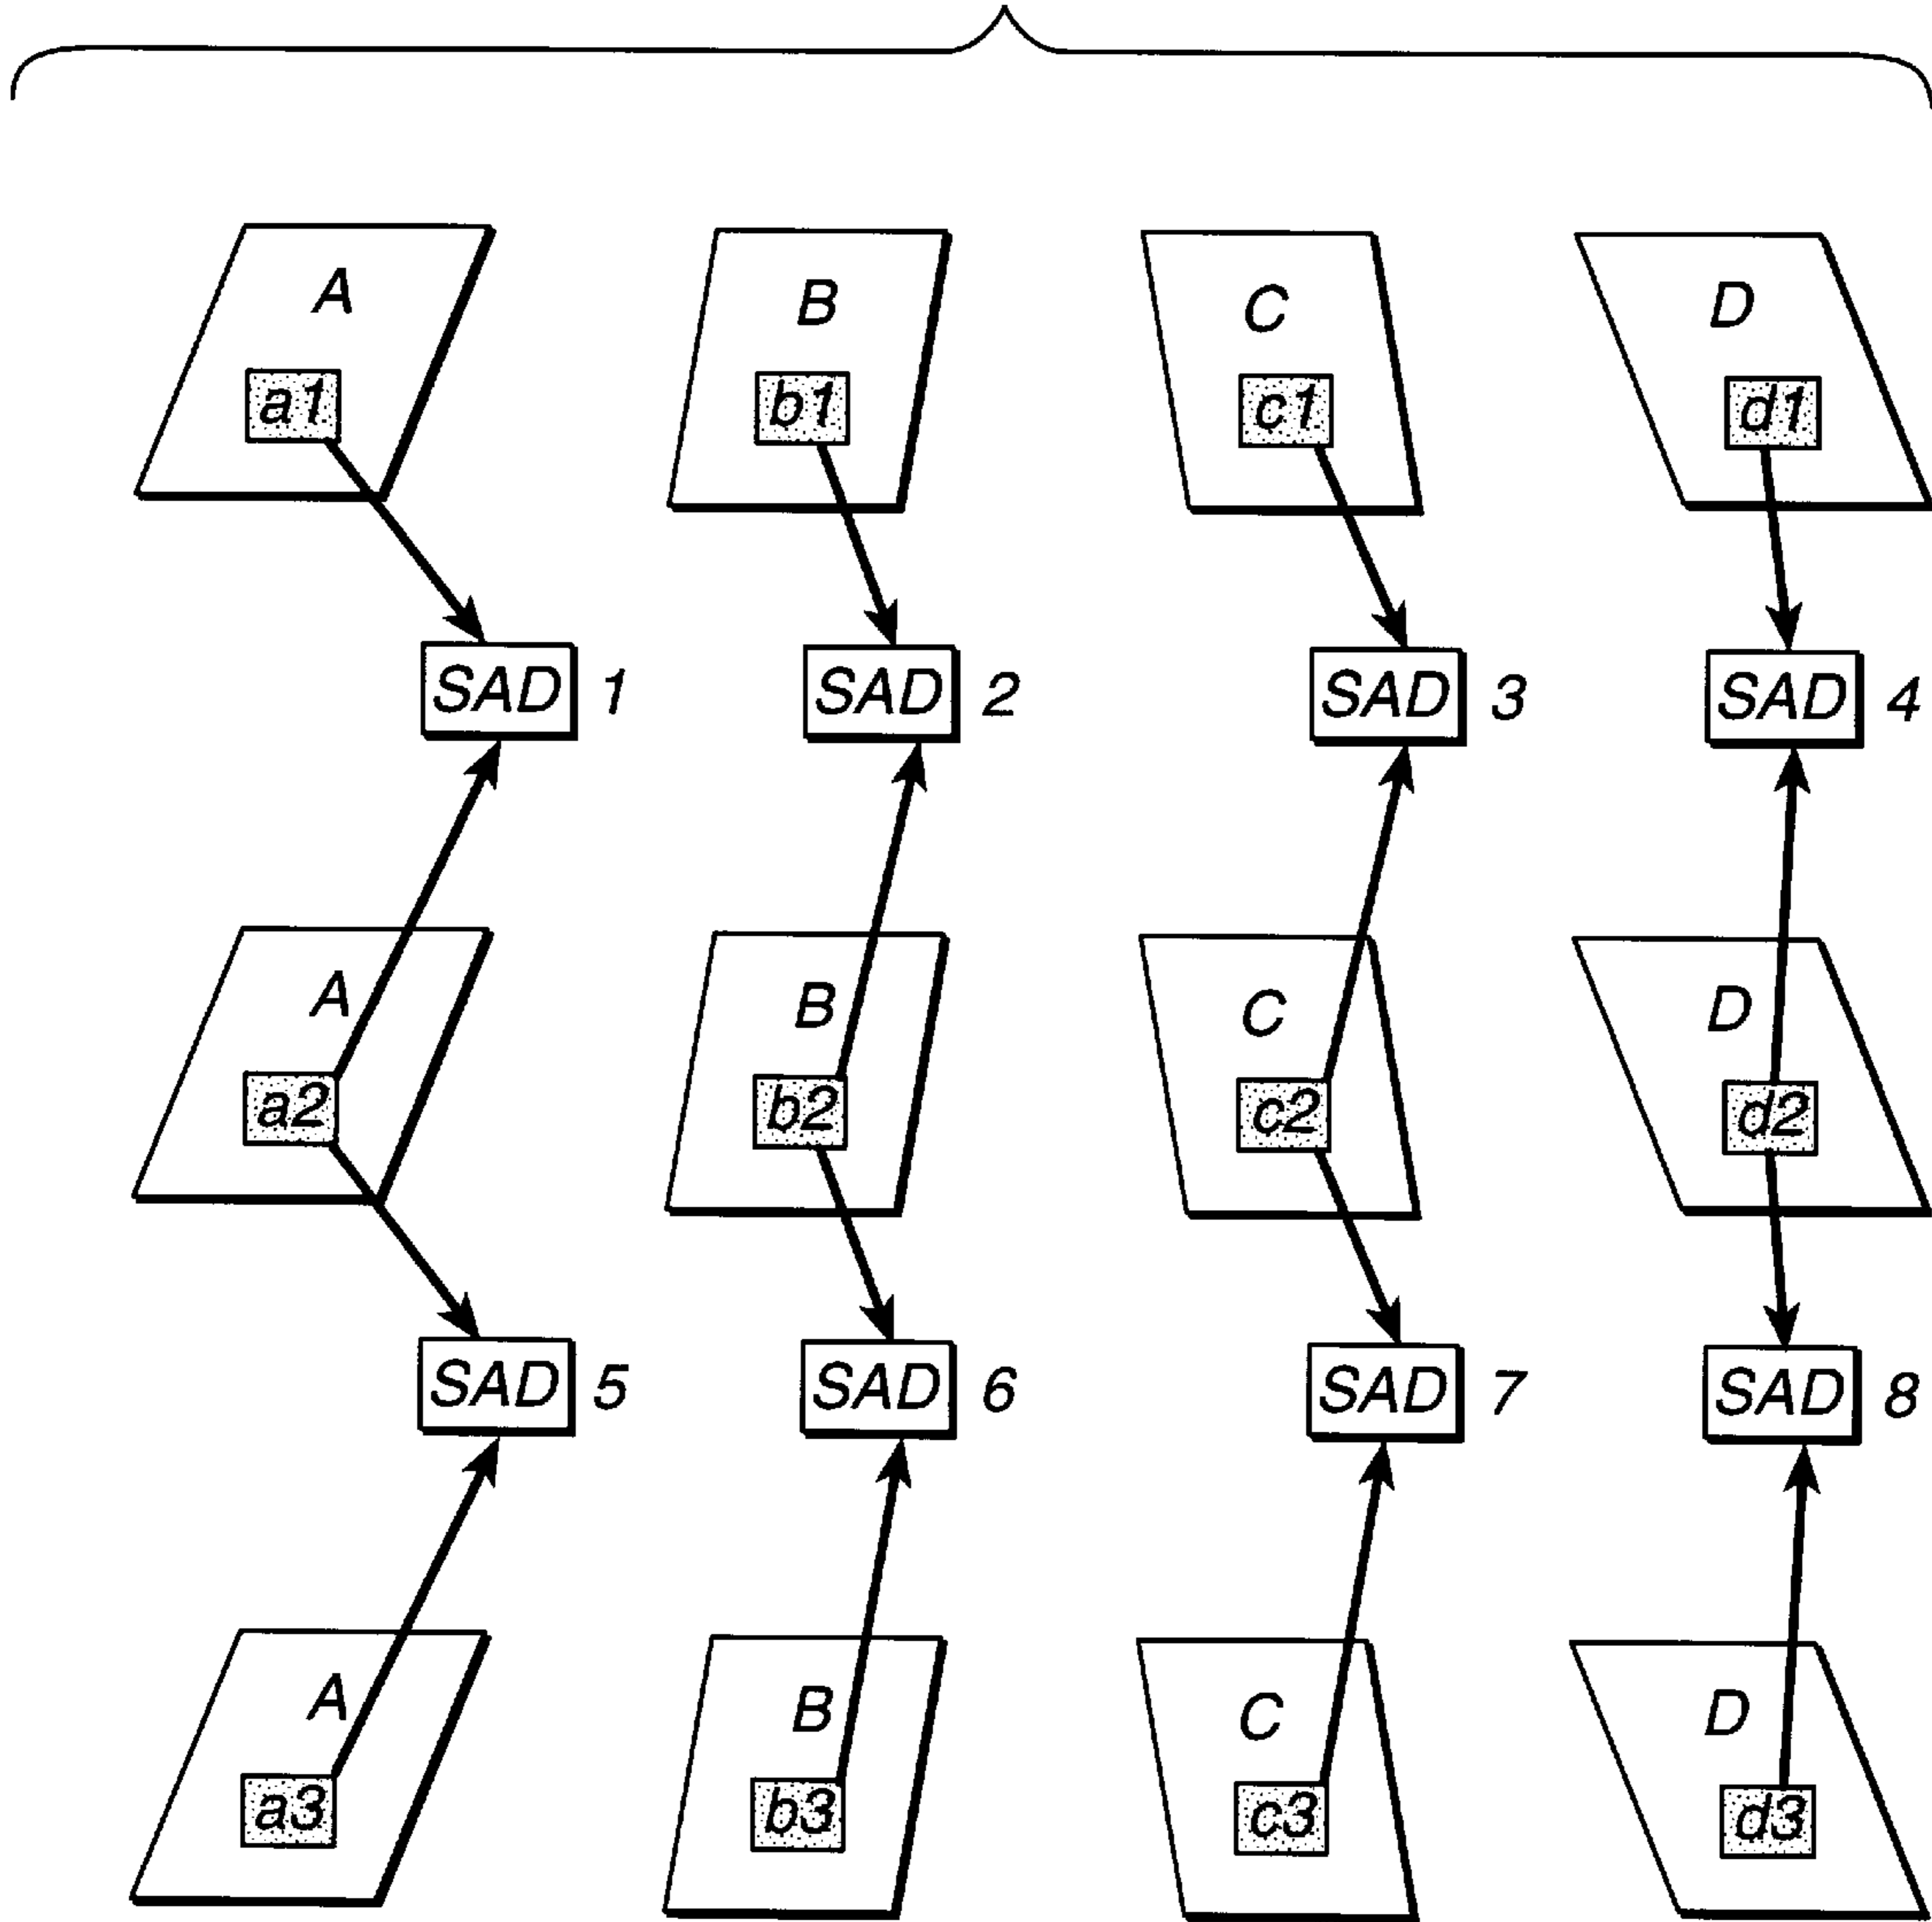 A B C D
a1 b1 c1 d1
SAD 1 SAD 2 SAD 3 SAD 4
A B C D
a2 b2 c2 d2
SAD 5 SAD 6 SAD 7 SAD 8
A B C D
a3 b3 c3 d3